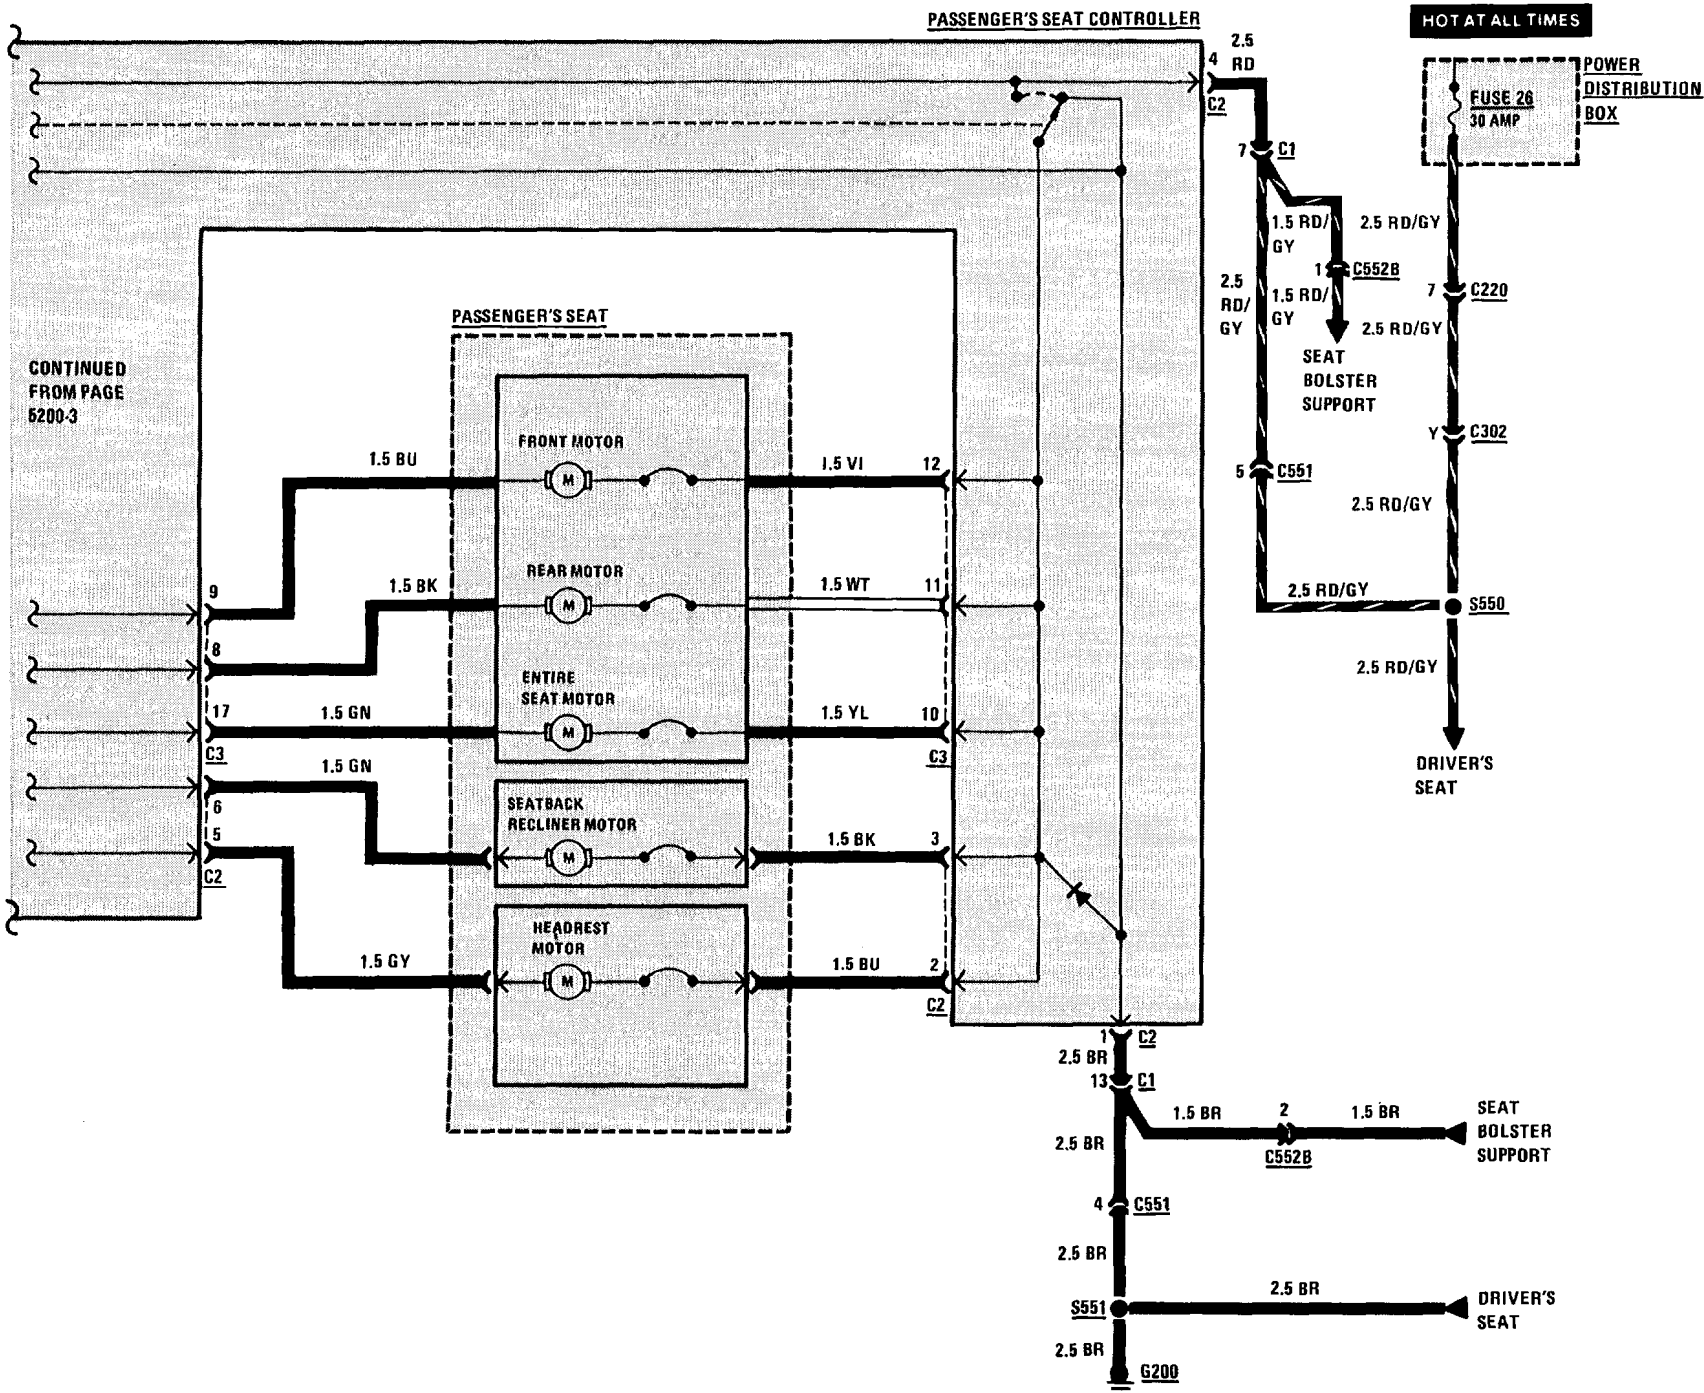 PASSENGER'S SEAT CONTROLLER
HOT AT ALL TIMES
2.5
RD
4
C2
POWER
DISTRIBUTION
BOX
FUSE 26
30 AMP
7
C1
1.5 RD/
GY
2.5 RD/GY
1
C552B
2.5
RD/
GY
1.5 RD/
GY
7
C220
2.5 RD/GY
SEAT
BOLSTER
SUPPORT
PASSENGER'S SEAT
CONTINUED
FROM PAGE
5200-3
Y
C302
FRONT MOTOR
1.5 BU
M
1.5 VI
12
5
C551
2.5 RD/GY
REAR MOTOR
1.5 BK
M
1.5 WT
11
9
2.5 RD/GY
S550
8
2.5 RD/GY
ENTIRE
SEAT MOTOR
17
1.5 GN
M
1.5 YL
10
C3
C3
DRIVER'S
SEAT
1.5 GN
6
SEATBACK
RECLINER MOTOR
5
M
1.5 BK
3
C2
HEADREST
MOTOR
1.5 GY
M
1.5 BU
2
C2
1
C2
2.5 BR
13
C1
1.5 BR
2
1.5 BR
SEAT
BOLSTER
SUPPORT
2.5 BR
C552B
4
C551
2.5 BR
2.5 BR
S551
DRIVER'S
SEAT
2.5 BR
G200